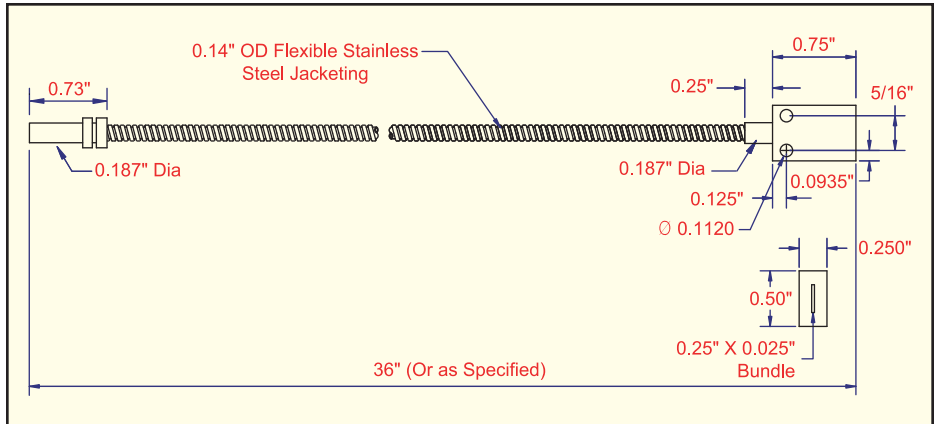 0.14" OD Flexible Stainless
Steel Jacketing
0.75"
0.73"
0.25"
5/16"
0.187" Dia
0.187" Dia
0.0935"
0.125"
∅ 0.1120
0.250"
0.50"
0.25" X 0.025"
Bundle
36" (Or as Specified)